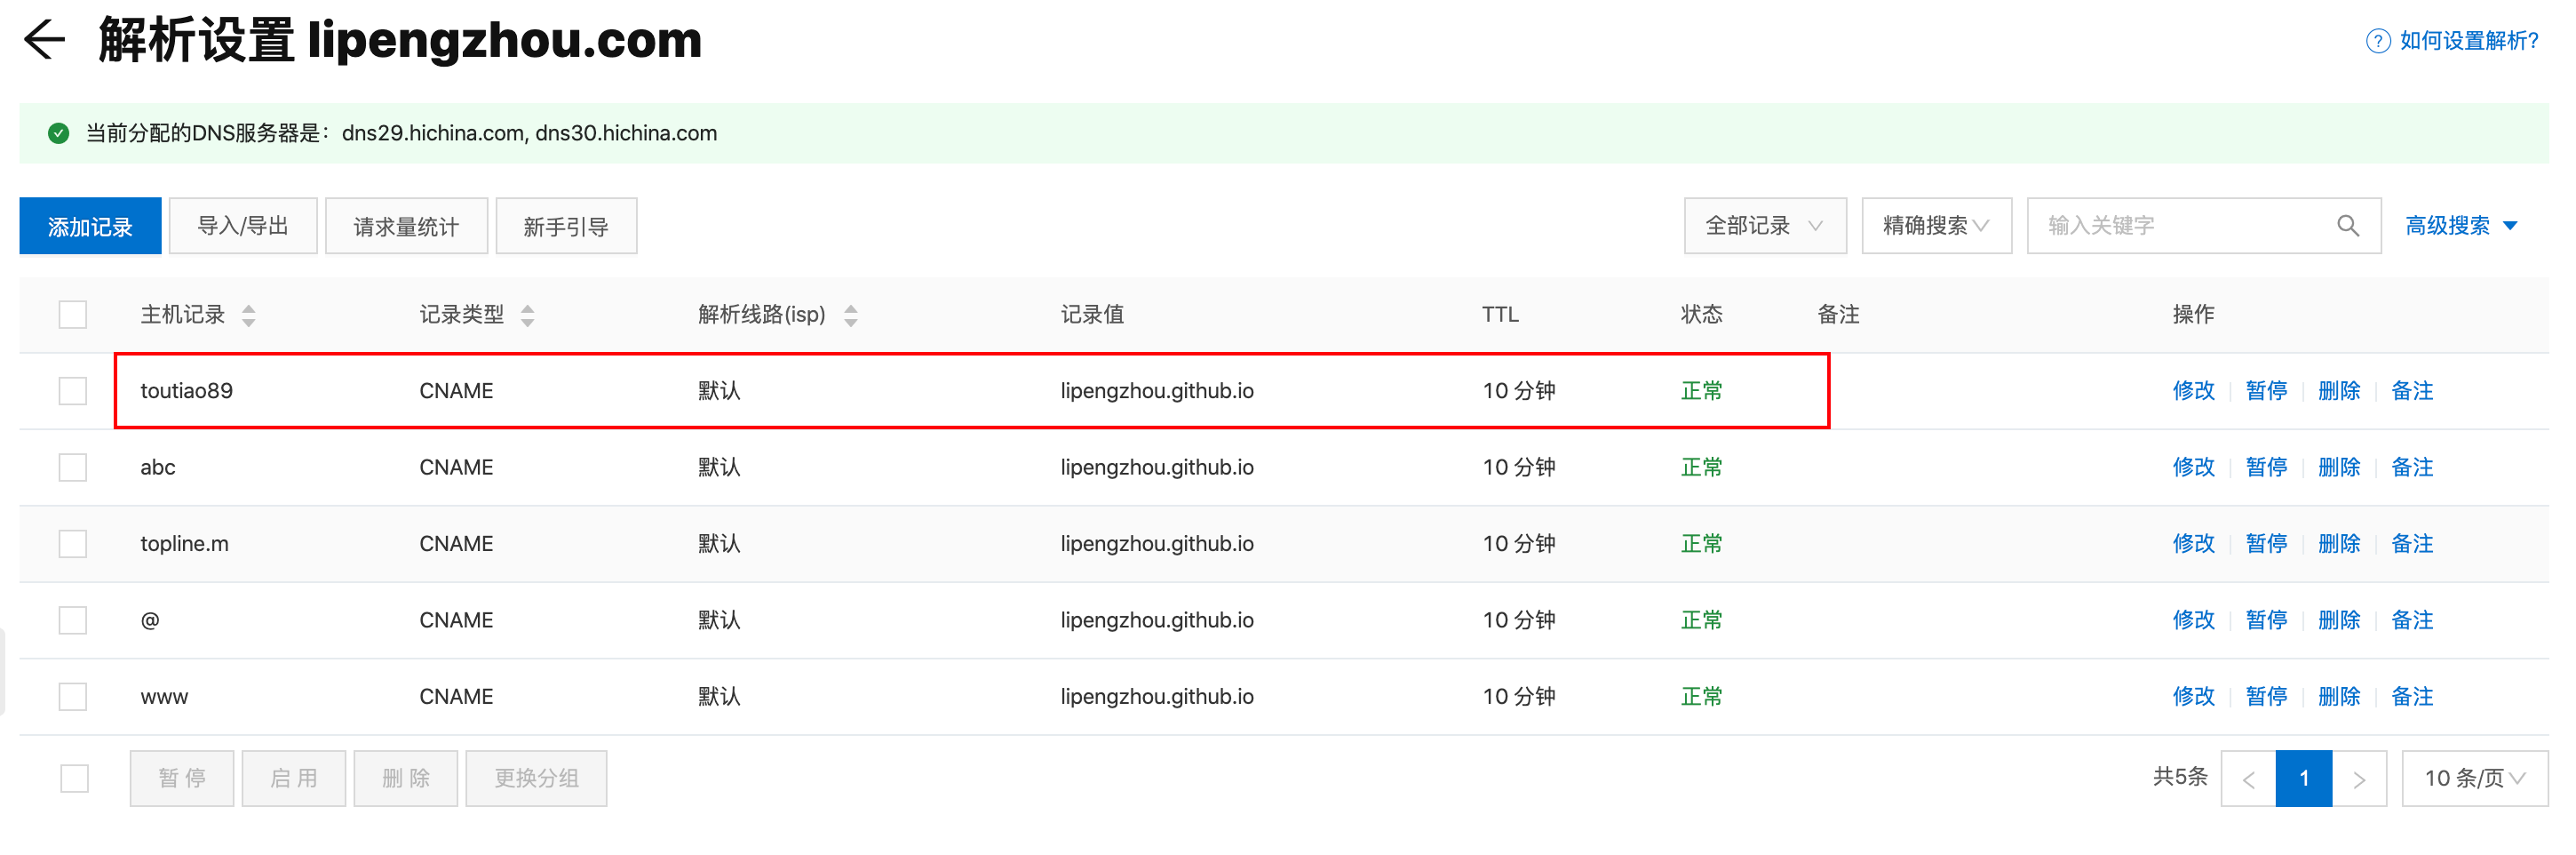 解析设置 lipengzhou.com
如何设置解析?
当前分配的DNS服务器是：dns29.hichina.com, dns30.hichina.com
添加记录 导入/导出 请求量统计 新手引导 全部记录 精确搜索 输入关键字 高级搜索
主机记录 记录类型 解析线路(isp) 记录值 TTL 状态 备注 操作
toutiao89 CNAME 默认 lipengzhou.github.io 10 分钟 正常 修改 暂停 删除 备注
abc CNAME 默认 lipengzhou.github.io 10 分钟 正常 修改 暂停 删除 备注
topline.m CNAME 默认 lipengzhou.github.io 10 分钟 正常 修改 暂停 删除 备注
@ CNAME 默认 lipengzhou.github.io 10 分钟 正常 修改 暂停 删除 备注
www CNAME 默认 lipengzhou.github.io 10 分钟 正常 修改 暂停 删除 备注
暂 停 启 用 删 除 更换分组 共5条 < 1 > 10 条/页